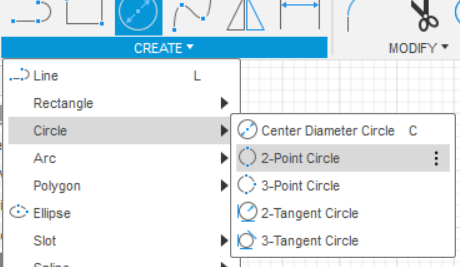 CREATE ▾
MODIFY ▾
Line L
Rectangle
Circle
Center Diameter Circle C
Arc
2-Point Circle
Polygon
3-Point Circle
Ellipse
2-Tangent Circle
Slot
3-Tangent Circle
Spline